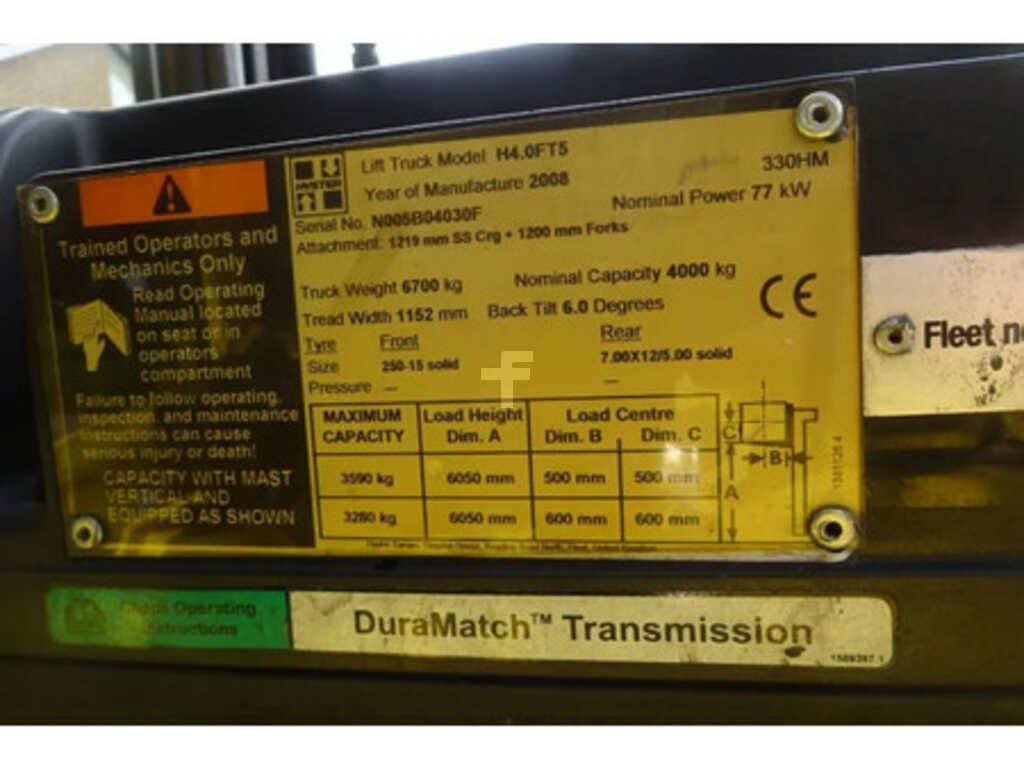 HYSTER
Lift Truck Model H4.0FT5
330HM
Year of Manufacture 2008
Nominal Power 77 kW
Serial No. N005B04030F
Attachment: 1219 mm SS Crg + 1200 mm Forks
Truck Weight 6700 kg Nominal Capacity 4000 kg
Tread Width 1152 mm Back Tilt 6.0 Degrees
CE
Tyre Front Rear
Size 250-15 solid 7.00X12/5.00 solid
Pressure — —
MAXIMUM CAPACITY Load Height Dim. A Load Centre Dim. B Dim. C
3590 kg 6050 mm 500 mm 500 mm
3280 kg 6050 mm 600 mm 600 mm
C
B
A
Trained Operators and
Mechanics Only
Read Operating
Manual located
on seat or in
operators
compartment
Failure to follow operating,
inspection, and maintenance
instructions can cause
serious injury or death!
CAPACITY WITH MAST
VERTICAL AND
EQUIPPED AS SHOWN
Fleet no
Operating
Instructions
DuraMatch™ Transmission